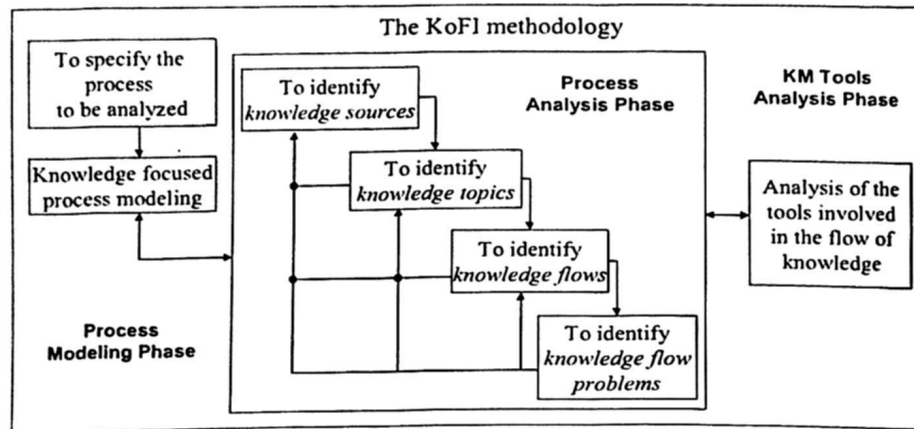 The KoFI methodology
To specify the
process
to be analyzed
Knowledge focused
process modeling
Process
Modeling Phase
To identify
knowledge sources
Process
Analysis Phase
To identify
knowledge topics
To identify
knowledge flows
To identify
knowledge flow
problems
KM Tools
Analysis Phase
Analysis of the
tools involved
in the flow of
knowledge